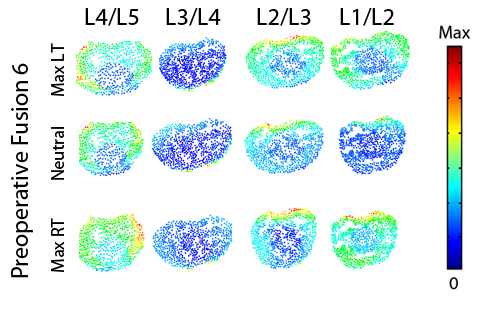 L4/L5 L3/L4 L2/L3 L1/L2
Max
Preoperative Fusion 6
Max LT
Neutral
Max RT
0